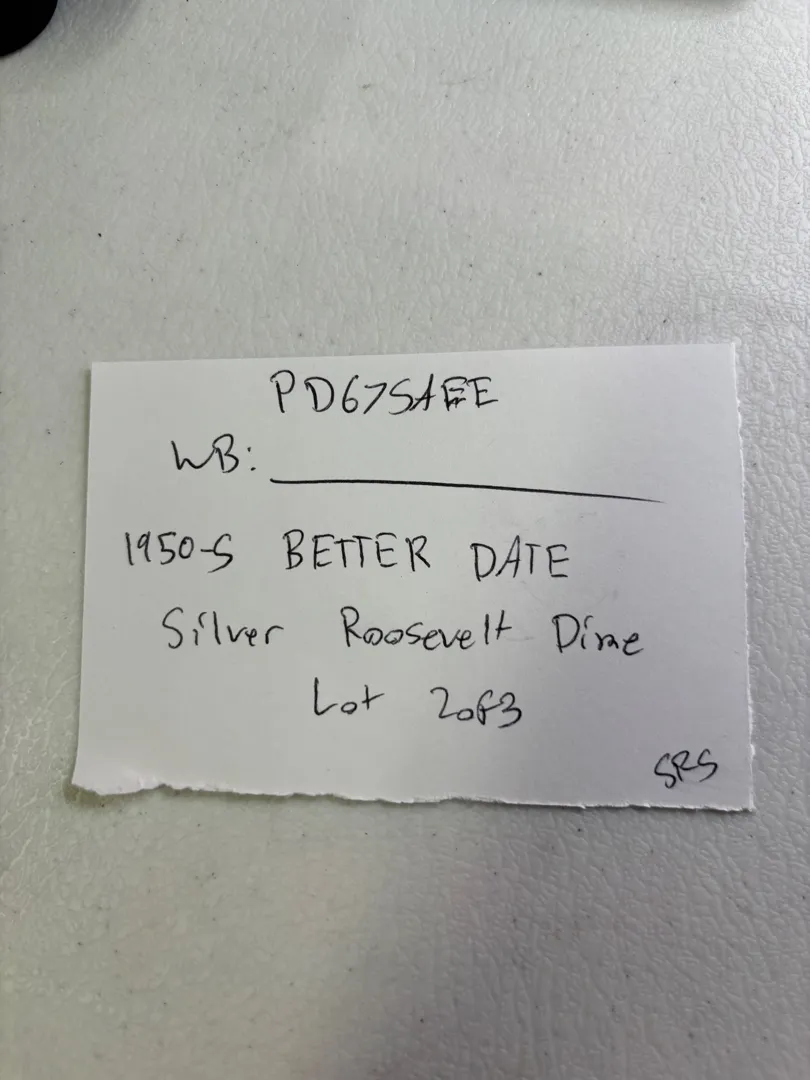 PD67SAEE
WB:
1950-S BETTER DATE
Silver Roosevelt Dime
Lot 2of3
SRS